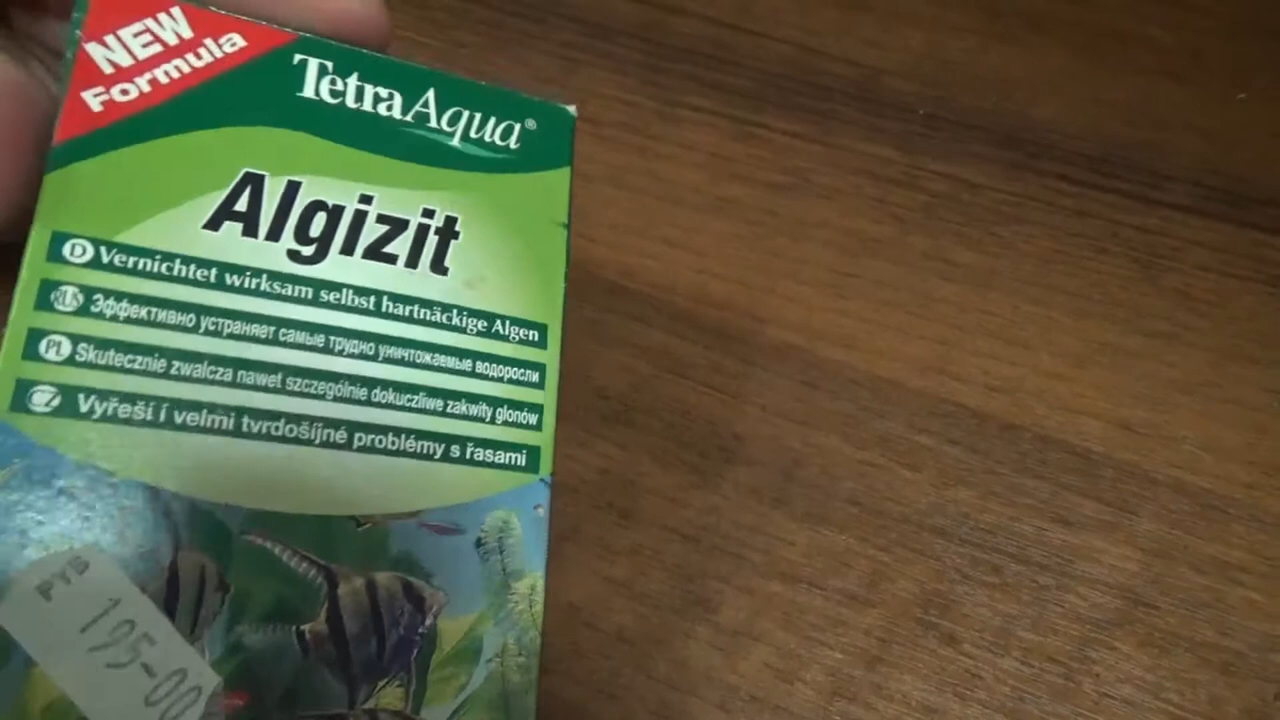 NEW
Formula
TetraAqua®
Algizit
D Vernichtet wirksam selbst hartnäckige Algen
RUS Эффективно устраняет самые трудно уничтожаемые водоросли
PL Skutecznie zwalcza nawet szczególnie dokuczliwe zakwity glonów
CZ Vyřeší í velmi tvrdošíjné problémy s řasami
РУБ
195-00